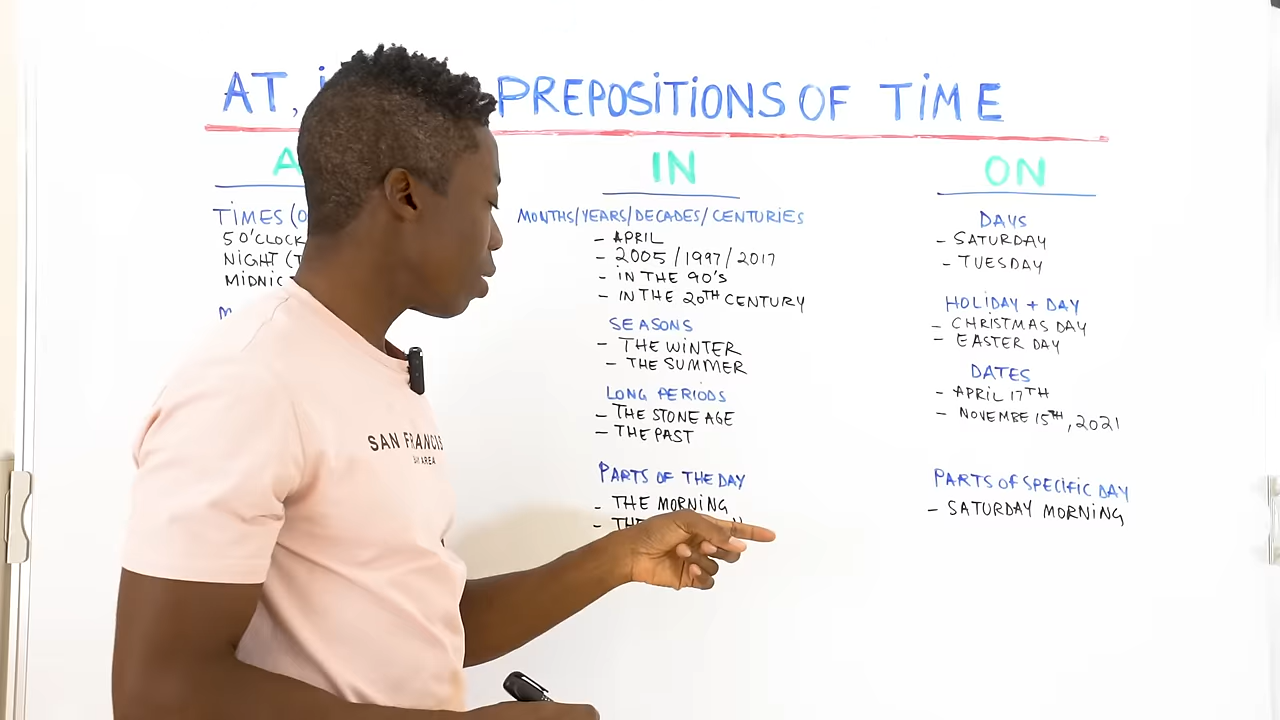 AT, PREPOSITIONS OF TIME
IN
ON
TIMES
5 O'CLOCK
NIGHT
MONTHS/YEARS/DECADES/CENTURIES
- APRIL
- 2005/1997/2017
- IN THE 90'S
- IN THE 20TH CENTURY
SEASONS
- THE WINTER
- THE SUMMER
LONG PERIODS
- THE STONE AGE
- THE PAST
PARTS OF THE DAY
- THE MORNING
DAYS
- SATURDAY
- TUESDAY
HOLIDAY + DAY
- CHRISTMAS DAY
- EASTER DAY
DATES
- APRIL 17TH
- NOVEMBE 15TH, 2021
PARTS OF SPECIFIC DAY
- SATURDAY MORNING
SAN FRANCIS
AREA